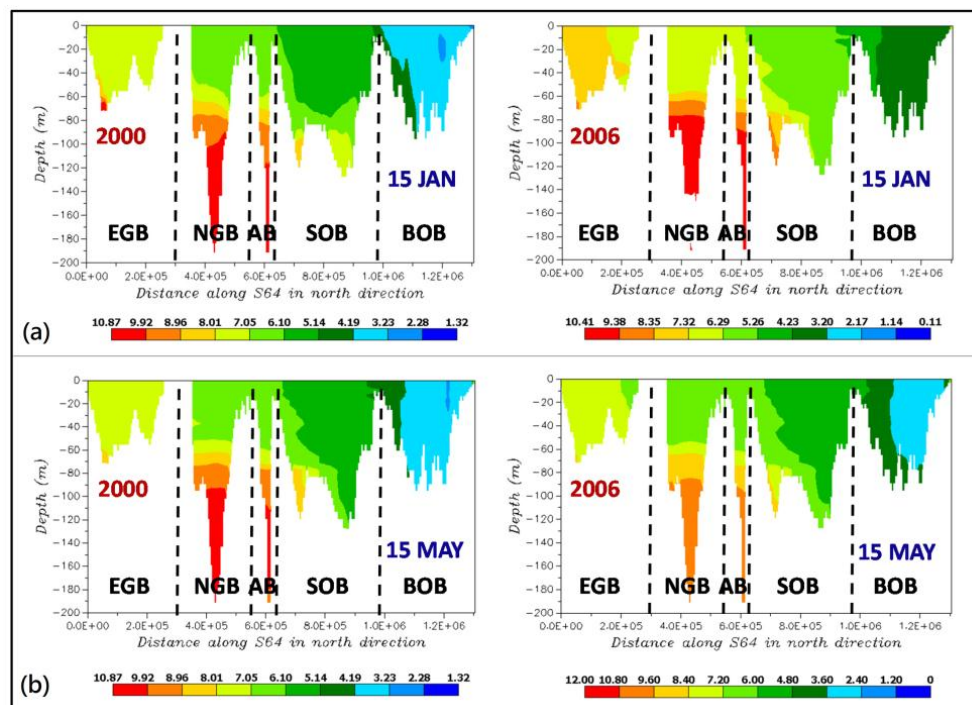 0
-20
-40
-60
-80
-100
-120
-140
-160
-180
-200
Depth (m)
2000
15 JAN
EGB NGB AB SOB BOB
0.0E+00 2.0E+05 4.0E+05 6.0E+05 8.0E+05 1.0E+06 1.2E+06
Distance along S64 in north direction
(a)
10.87 9.92 8.96 8.01 7.05 6.10 5.14 4.19 3.23 2.28 1.32
0
-20
-40
-60
-80
-100
-120
-140
-160
-180
-200
Depth (m)
2006
15 JAN
EGB NGB AB SOB BOB
0.0E+00 2.0E+05 4.0E+05 6.0E+05 8.0E+05 1.0E+06 1.2E+06
Distance along S64 in north direction
10.41 9.38 8.35 7.32 6.29 5.26 4.23 3.20 2.17 1.14 0.11
0
-20
-40
-60
-80
-100
-120
-140
-160
-180
-200
Depth (m)
2000
15 MAY
EGB NGB AB SOB BOB
0.0E+00 2.0E+05 4.0E+05 6.0E+05 8.0E+05 1.0E+06 1.2E+06
Distance along S64 in north direction
(b)
10.87 9.92 8.96 8.01 7.05 6.10 5.14 4.19 3.23 2.28 1.32
0
-20
-40
-60
-80
-100
-120
-140
-160
-180
-200
Depth (m)
2006
15 MAY
EGB NGB AB SOB BOB
0.0E+00 2.0E+05 4.0E+05 6.0E+05 8.0E+05 1.0E+06 1.2E+06
Distance along S64 in north direction
12.00 10.80 9.60 8.40 7.20 6.00 4.80 3.60 2.40 1.20 0